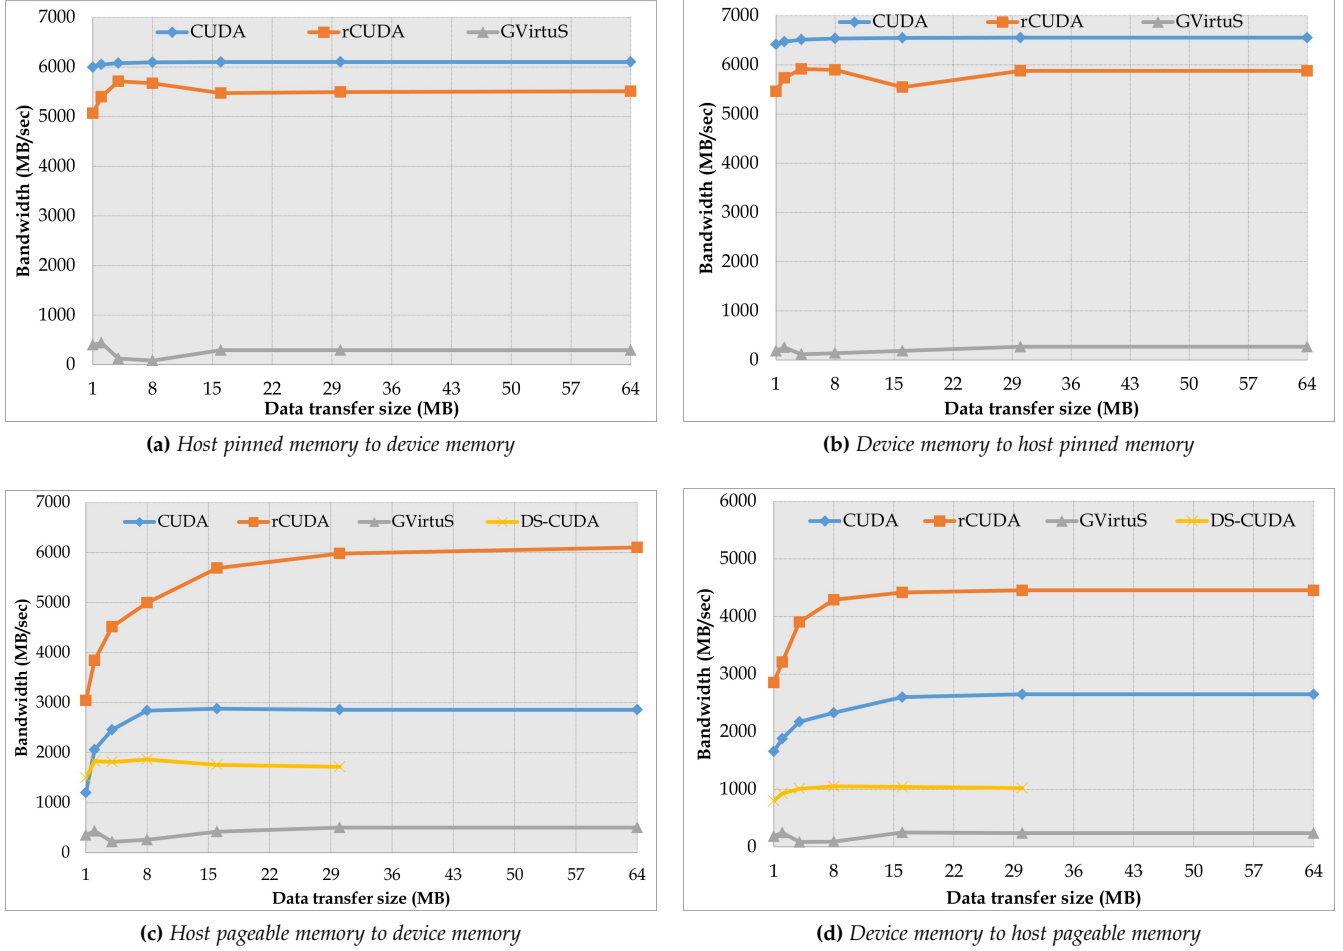 CUDA rCUDA GVirtuS
7000
6000
5000
4000
3000
2000
1000
0
Bandwidth (MB/sec)
1 8 15 22 29 36 43 50 57 64
Data transfer size (MB)
(a) Host pinned memory to device memory
CUDA rCUDA GVirtuS
7000
6000
5000
4000
3000
2000
1000
0
Bandwidth (MB/sec)
1 8 15 22 29 36 43 50 57 64
Data transfer size (MB)
(b) Device memory to host pinned memory
CUDA rCUDA GVirtuS DS-CUDA
7000
6000
5000
4000
3000
2000
1000
0
Bandwidth (MB/sec)
1 8 15 22 29 36 43 50 57 64
Data transfer size (MB)
(c) Host pageable memory to device memory
CUDA rCUDA GVirtuS DS-CUDA
6000
5000
4000
3000
2000
1000
0
Bandwidth (MB/sec)
1 8 15 22 29 36 43 50 57 64
Data transfer size (MB)
(d) Device memory to host pageable memory